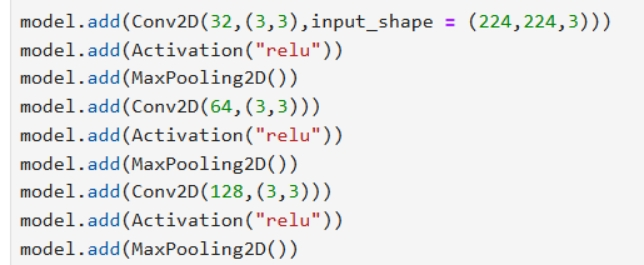 model.add(Conv2D(32,(3,3),input_shape = (224,224,3)))
model.add(Activation("relu"))
model.add(MaxPooling2D())
model.add(Conv2D(64,(3,3)))
model.add(Activation("relu"))
model.add(MaxPooling2D())
model.add(Conv2D(128,(3,3)))
model.add(Activation("relu"))
model.add(MaxPooling2D())